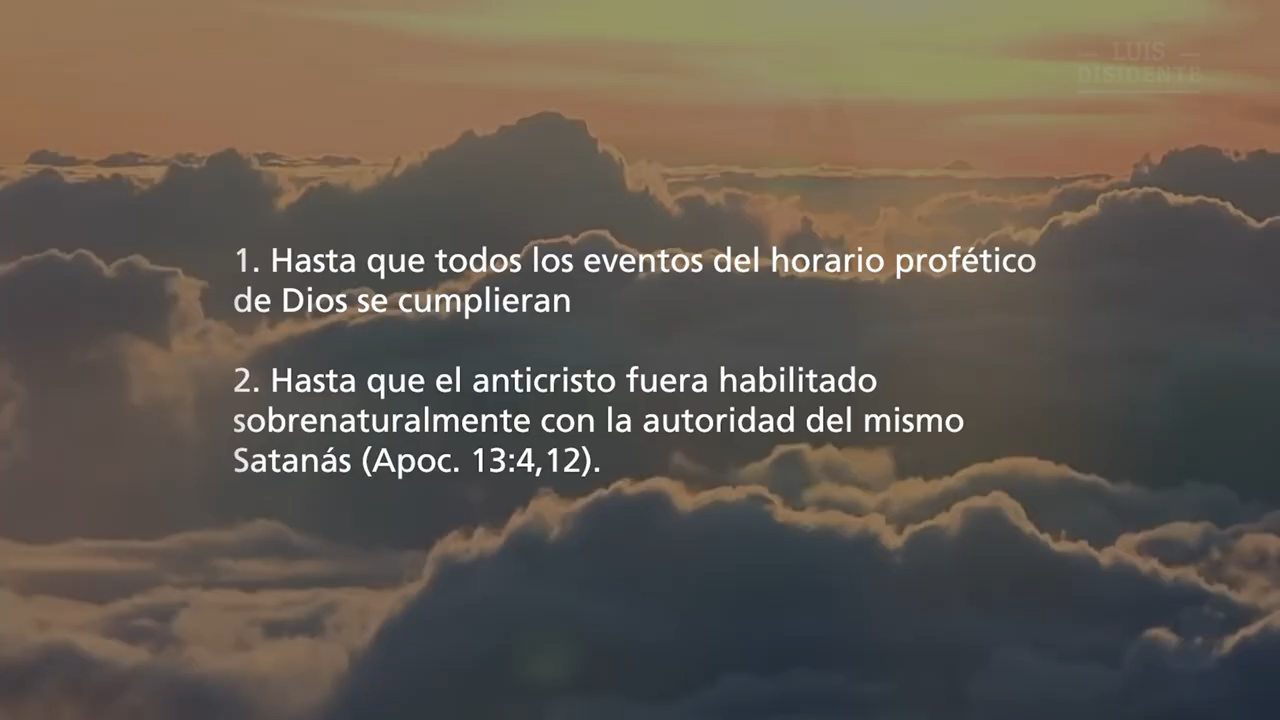 LUIS
DISIDENTE
1. Hasta que todos los eventos del horario profético
de Dios se cumplieran
2. Hasta que el anticristo fuera habilitado
sobrenaturalmente con la autoridad del mismo
Satanás (Apoc. 13:4,12).